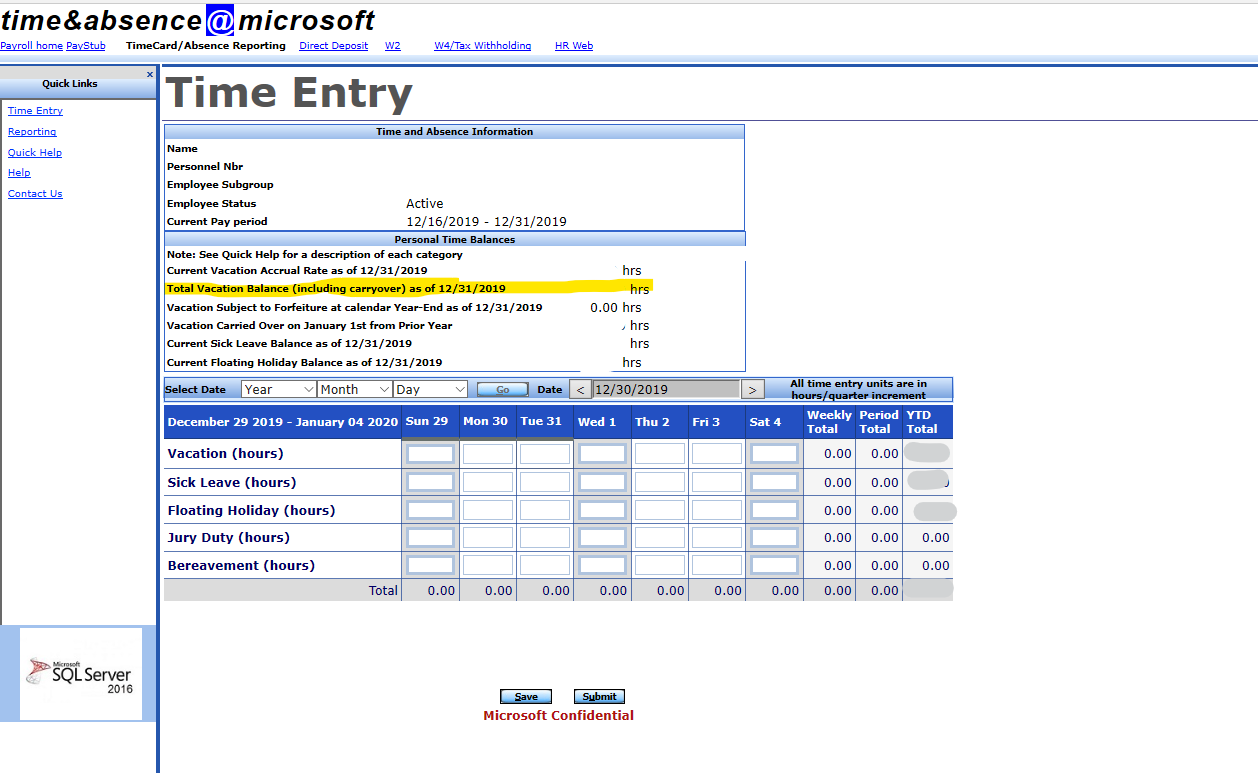 time&absence@microsoft
Payroll home PayStub TimeCard/Absence Reporting Direct Deposit W2 W4/Tax Withholding HR Web
x
Quick Links
Time Entry
Reporting
Quick Help
Help
Contact Us
Microsoft
SQL Server
2016
Time Entry
Time and Absence Information
Name
Personnel Nbr
Employee Subgroup
Employee Status Active
Current Pay period 12/16/2019 - 12/31/2019
Personal Time Balances
Note: See Quick Help for a description of each category
Current Vacation Accrual Rate as of 12/31/2019 hrs
Total Vacation Balance (including carryover) as of 12/31/2019 hrs
Vacation Subject to Forfeiture at calendar Year-End as of 12/31/2019 0.00 hrs
Vacation Carried Over on January 1st from Prior Year hrs
Current Sick Leave Balance as of 12/31/2019 hrs
Current Floating Holiday Balance as of 12/31/2019 hrs
Select Date Year Month Day Go Date < 12/30/2019 > All time entry units are in
hours/quarter increment
December 29 2019 - January 04 2020 Sun 29 Mon 30 Tue 31 Wed 1 Thu 2 Fri 3 Sat 4 Weekly Total Period Total YTD Total
Vacation (hours) 0.00 0.00
Sick Leave (hours) 0.00 0.00
Floating Holiday (hours) 0.00 0.00
Jury Duty (hours) 0.00 0.00 0.00
Bereavement (hours) 0.00 0.00 0.00
Total 0.00 0.00 0.00 0.00 0.00 0.00 0.00 0.00 0.00
Save Submit
Microsoft Confidential